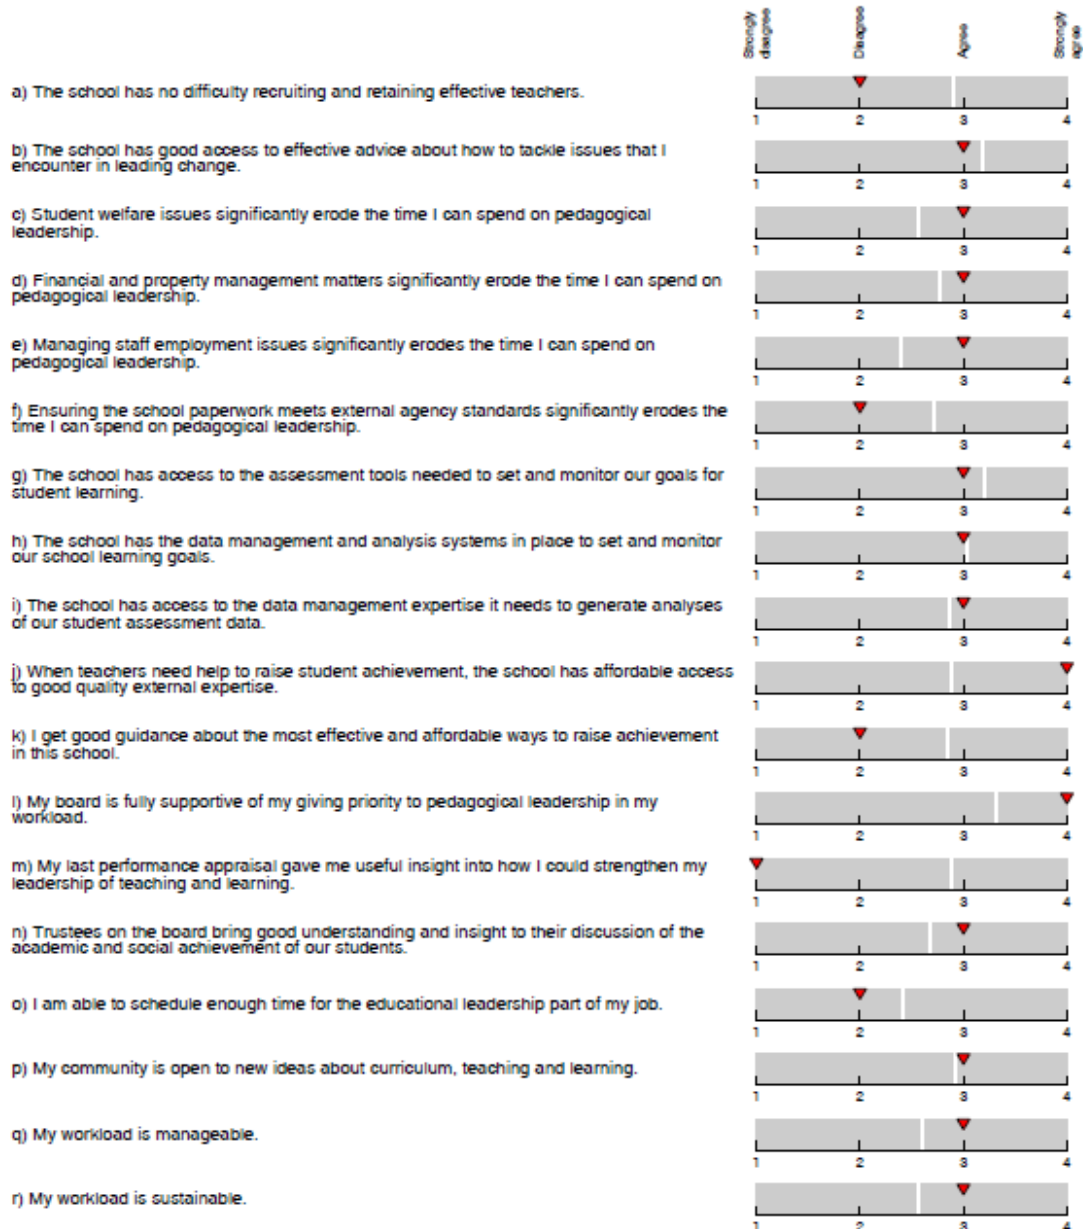 Strongly
disagree
Disagree
Agree
Strongly
agree
a) The school has no difficulty recruiting and retaining effective teachers.
1 2 3 4
b) The school has good access to effective advice about how to tackle issues that I
encounter in leading change.
1 2 3 4
c) Student welfare issues significantly erode the time I can spend on pedagogical
leadership.
1 2 3 4
d) Financial and property management matters significantly erode the time I can spend on
pedagogical leadership.
1 2 3 4
e) Managing staff employment issues significantly erodes the time I can spend on
pedagogical leadership.
1 2 3 4
f) Ensuring the school paperwork meets external agency standards significantly erodes the
time I can spend on pedagogical leadership.
1 2 3 4
g) The school has access to the assessment tools needed to set and monitor our goals for
student learning.
1 2 3 4
h) The school has the data management and analysis systems in place to set and monitor
our school learning goals.
1 2 3 4
i) The school has access to the data management expertise it needs to generate analyses
of our student assessment data.
1 2 3 4
j) When teachers need help to raise student achievement, the school has affordable access
to good quality external expertise.
1 2 3 4
k) I get good guidance about the most effective and affordable ways to raise achievement
in this school.
1 2 3 4
l) My board is fully supportive of my giving priority to pedagogical leadership in my
workload.
1 2 3 4
m) My last performance appraisal gave me useful insight into how I could strengthen my
leadership of teaching and learning.
1 2 3 4
n) Trustees on the board bring good understanding and insight to their discussion of the
academic and social achievement of our students.
1 2 3 4
o) I am able to schedule enough time for the educational leadership part of my job.
1 2 3 4
p) My community is open to new ideas about curriculum, teaching and learning.
1 2 3 4
q) My workload is manageable.
1 2 3 4
r) My workload is sustainable.
1 2 3 4